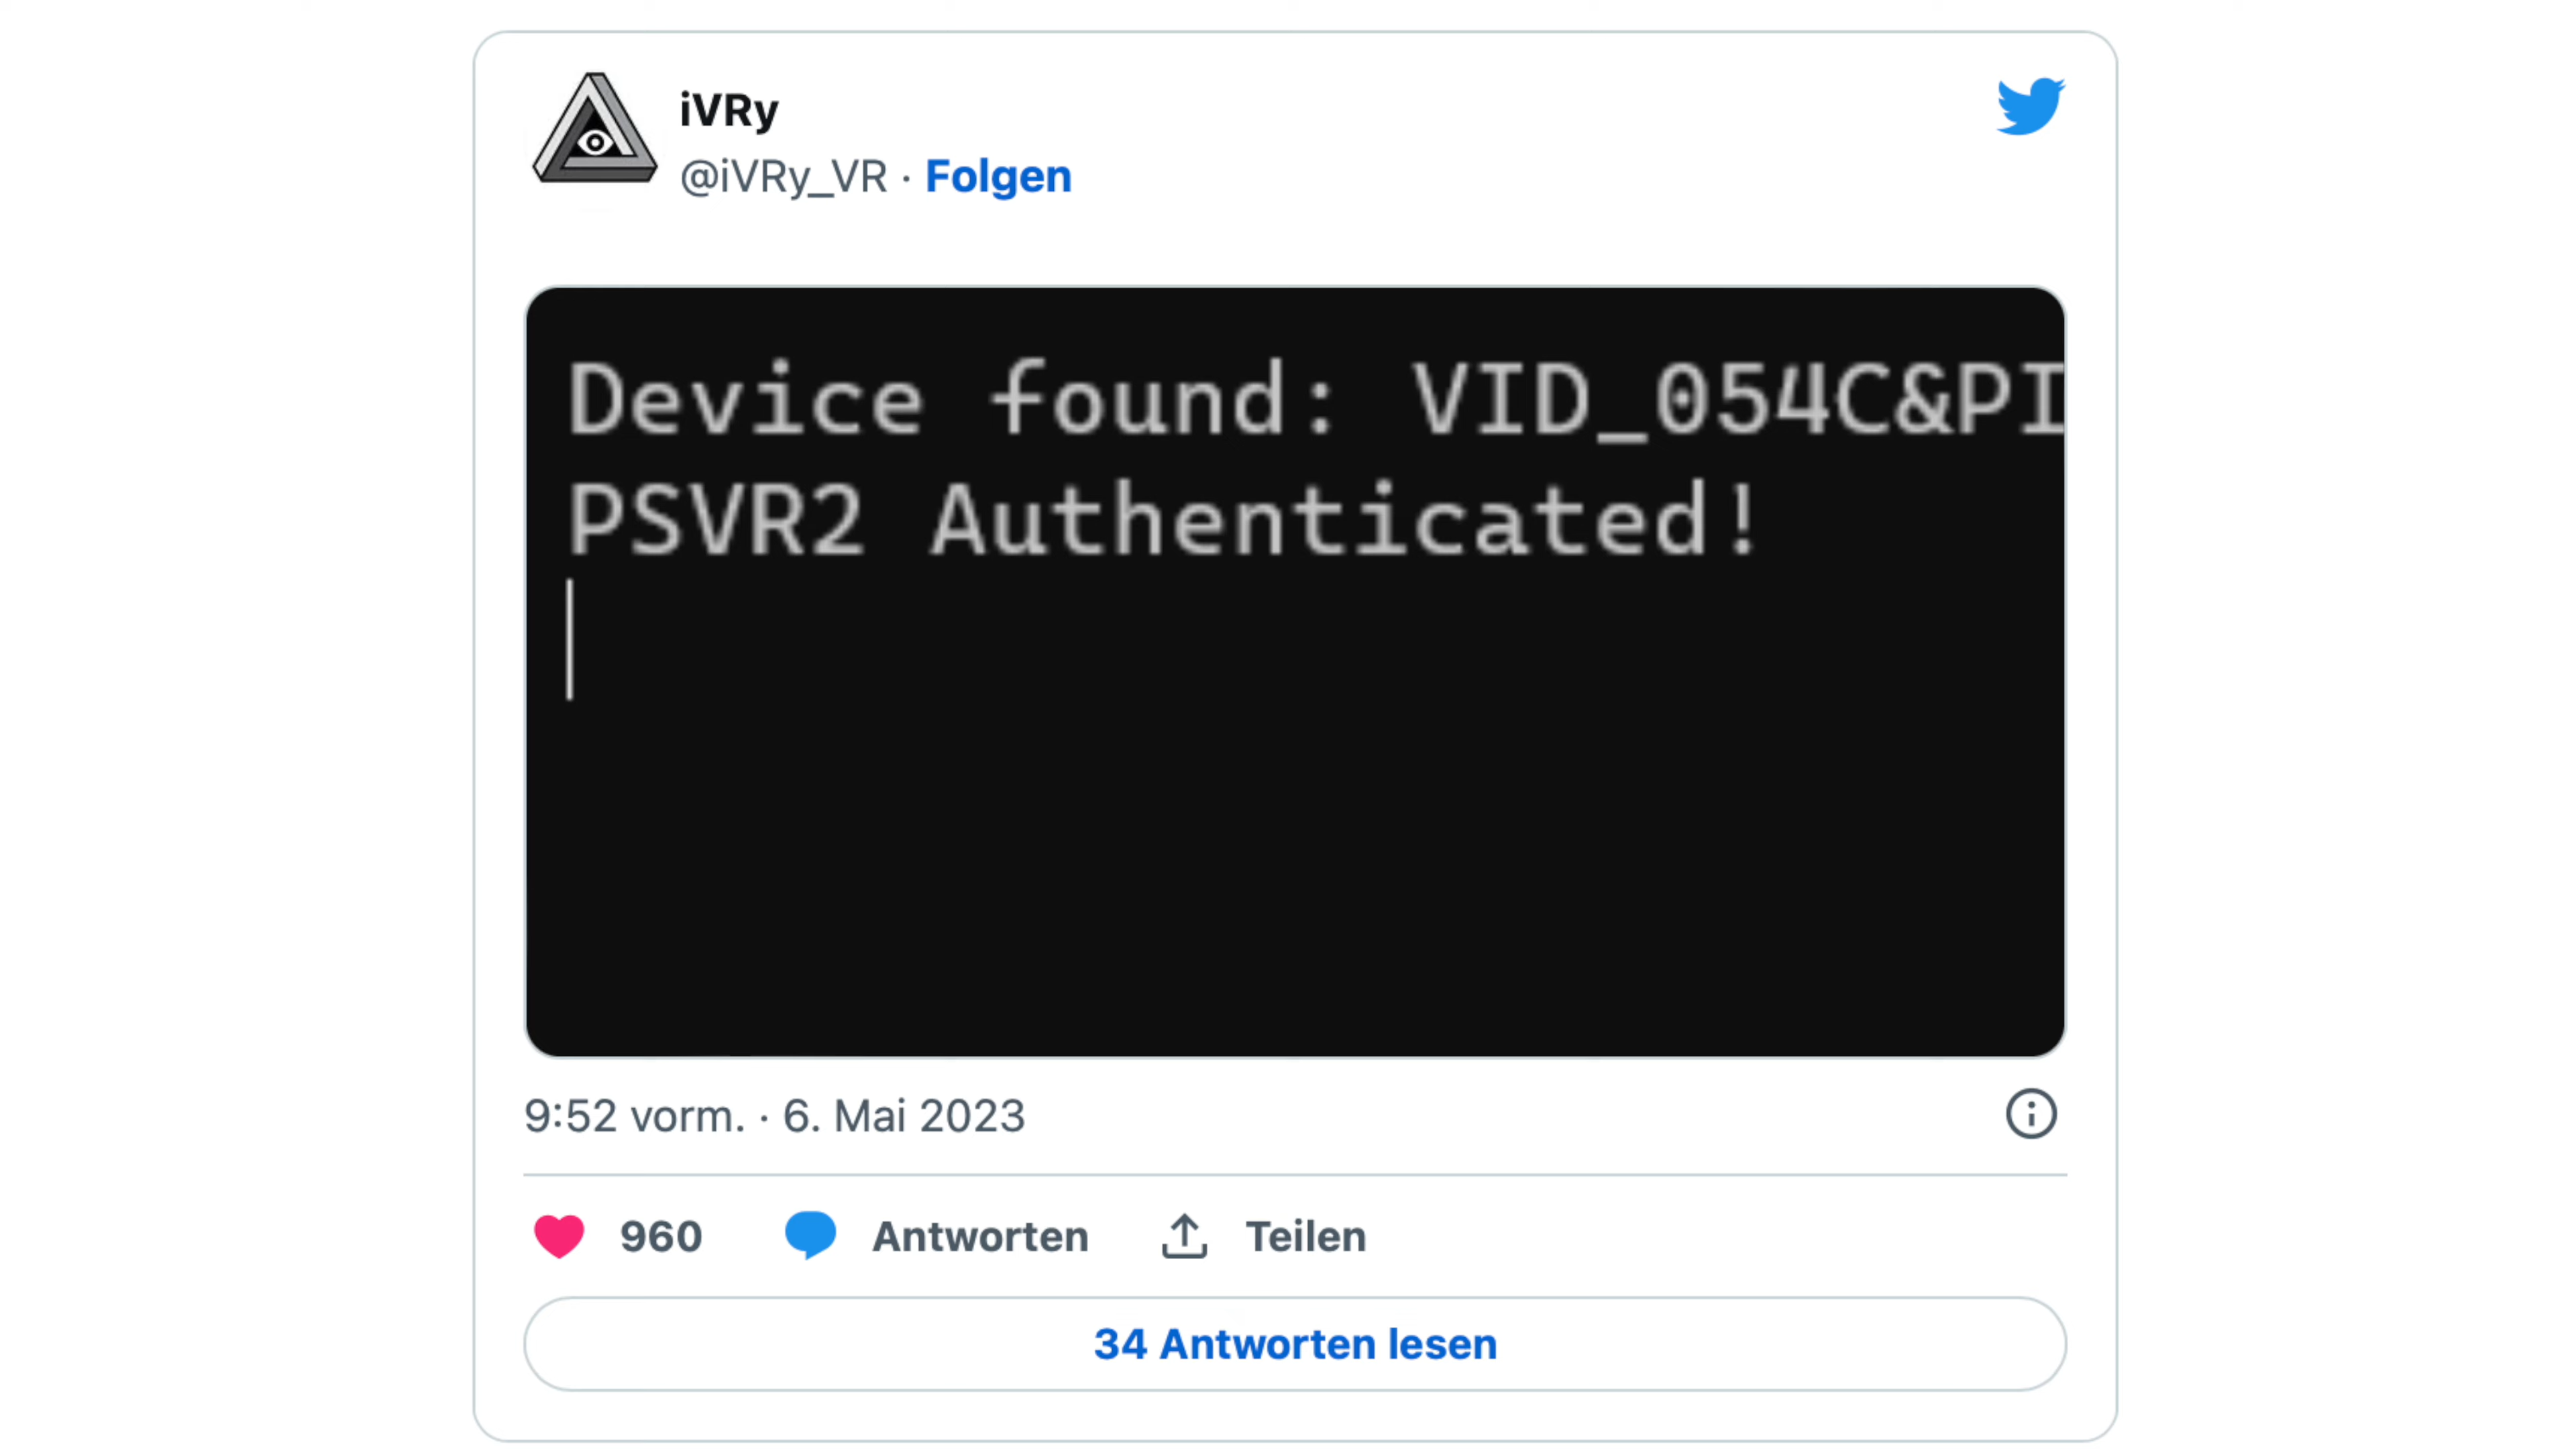 iVRy
@iVRy_VR · Folgen
Device found: VID_054C&PI
PSVR2 Authenticated!
9:52 vorm. · 6. Mai 2023
960 Antworten Teilen
34 Antworten lesen